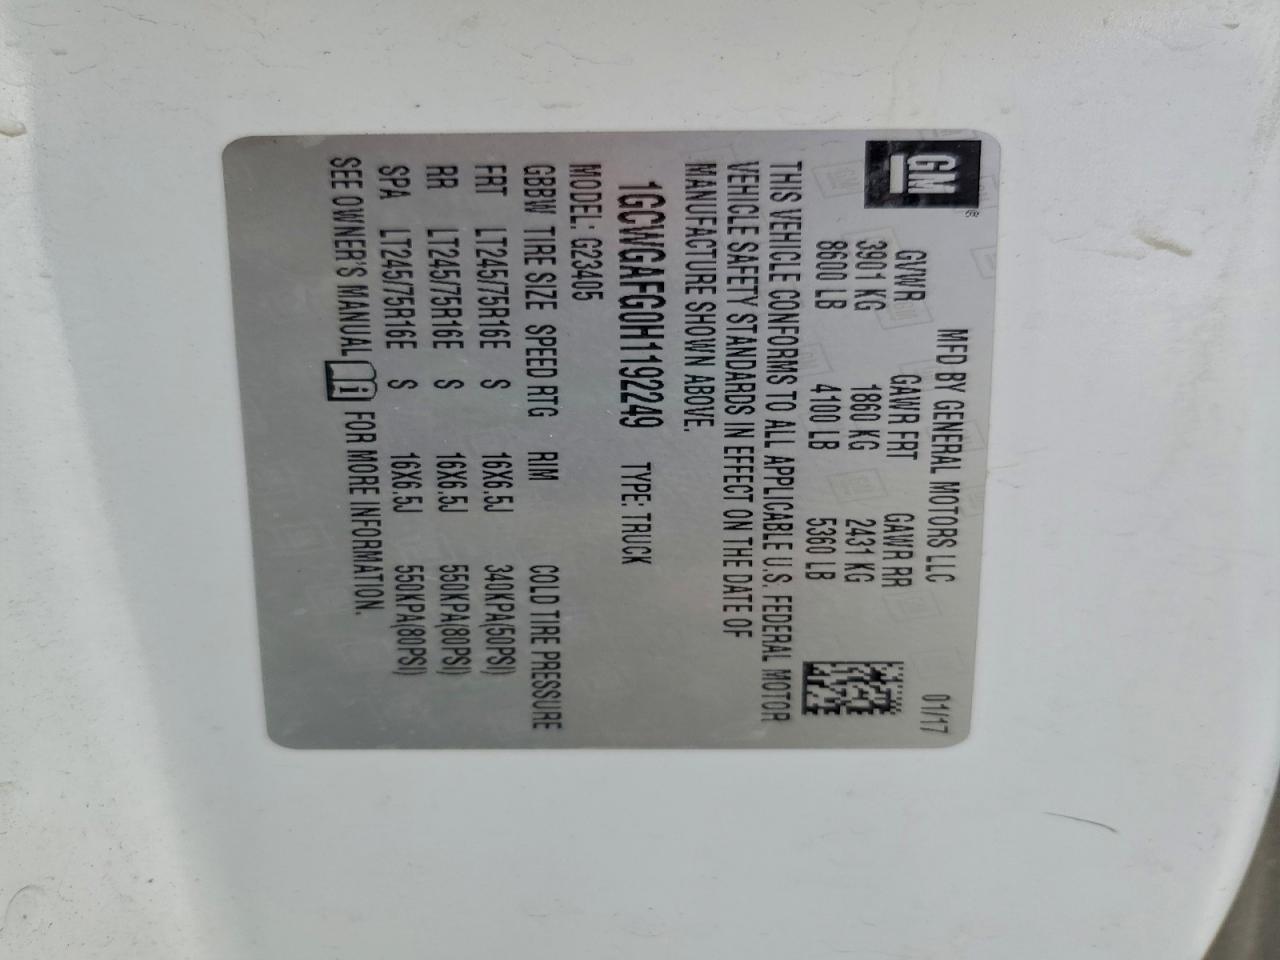 GM
MFD BY GENERAL MOTORS LLC 01/17
GVWR GAWR FRT GAWR RR
3901 KG 1860 KG 2431 KG
8600 LB 4100 LB 5360 LB
THIS VEHICLE CONFORMS TO ALL APPLICABLE U.S. FEDERAL MOTOR
VEHICLE SAFETY STANDARDS IN EFFECT ON THE DATE OF
MANUFACTURE SHOWN ABOVE.
1GCWGAFG0H1192249 TYPE: TRUCK
MODEL: G23405
GBBW TIRE SIZE SPEED RTG RIM COLD TIRE PRESSURE
FRT LT245/75R16E S 16X6.5J 340KPA(50PSI)
RR LT245/75R16E S 16X6.5J 550KPA(80PSI)
SPA LT245/75R16E S 16X6.5J 550KPA(80PSI)
SEE OWNER'S MANUAL i FOR MORE INFORMATION.